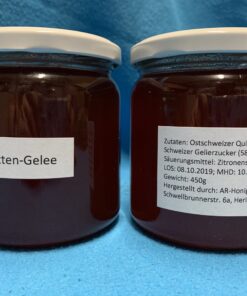 tten-Gelee
Zutaten: Ostschweizer Qui
Schweizer Gelierzucker (58
Säuerungsmittel: Zitronens
LOS: 08.10.2019; MHD: 10.
Gewicht: 450g
Hergestellt durch: AR-Honig
Schwellbrunnerstr. 6a, Heri